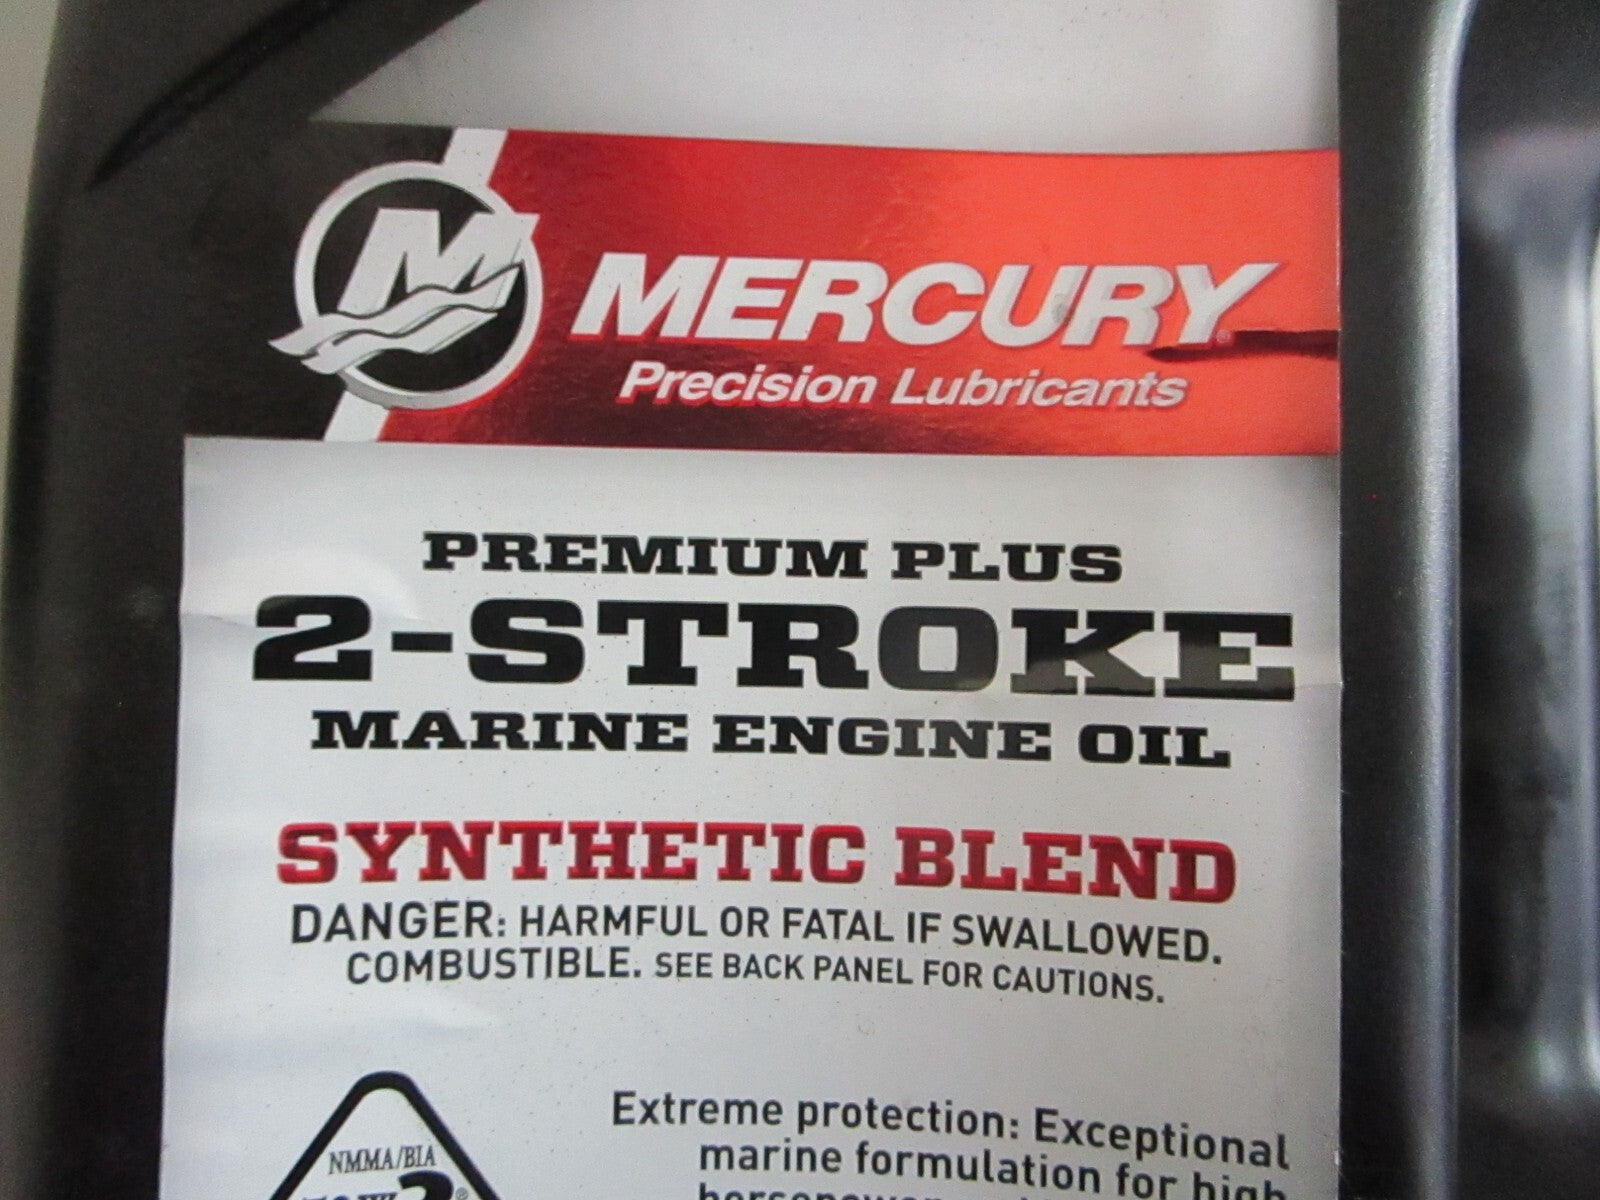 M
MERCURY®
Precision Lubricants
PREMIUM PLUS
2-STROKE
MARINE ENGINE OIL
SYNTHETIC BLEND
DANGER: HARMFUL OR FATAL IF SWALLOWED.
COMBUSTIBLE. SEE BACK PANEL FOR CAUTIONS.
NMMA/BIA
Extreme protection: Exceptional
marine formulation for high